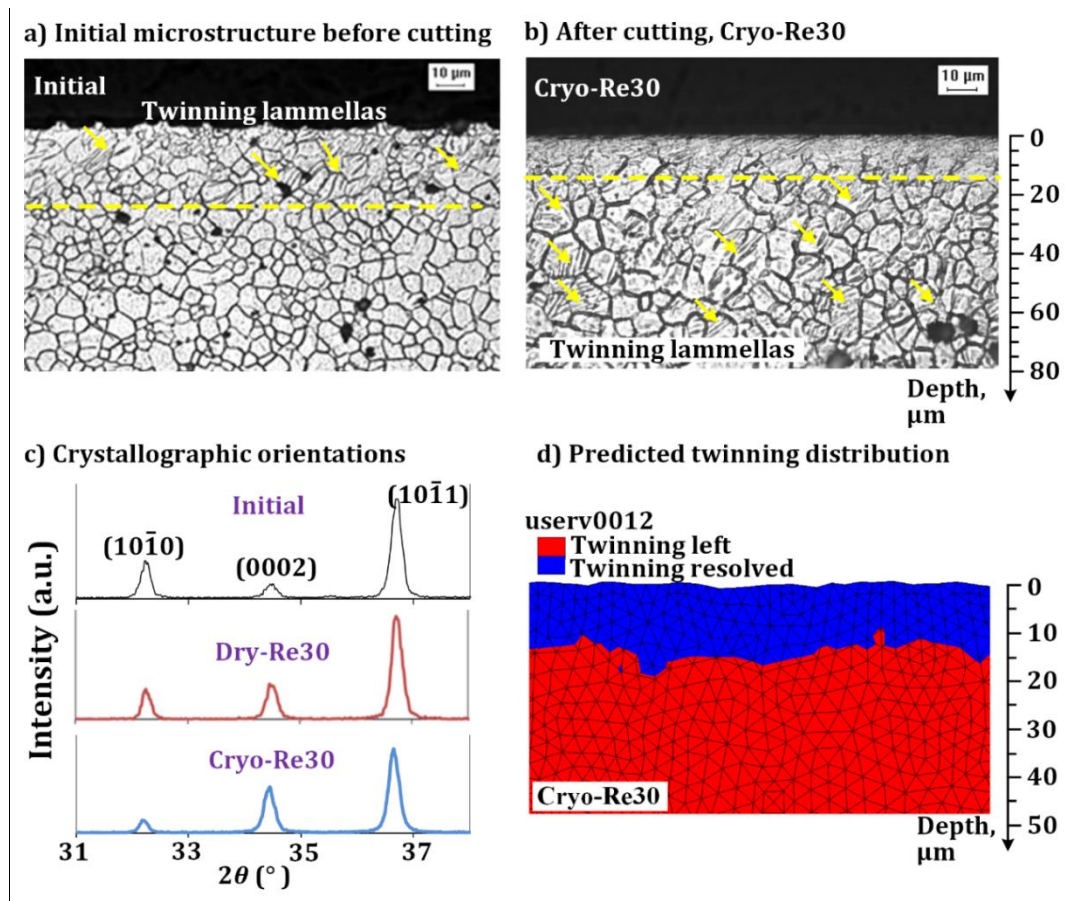 a) Initial microstructure before cutting
Initial
10 µm
Twinning lammellas
b) After cutting, Cryo-Re30
Cryo-Re30
10 µm
Twinning lammellas
0
20
40
60
80
Depth,
µm
c) Crystallographic orientations
Initial
(101̄0)
(0002)
(101̄1)
Dry-Re30
Cryo-Re30
Intensity (a.u.)
31 33 35 37
2θ (°)
d) Predicted twinning distribution
userv0012
Twinning left
Twinning resolved
Cryo-Re30
0
10
20
30
40
50
Depth,
µm